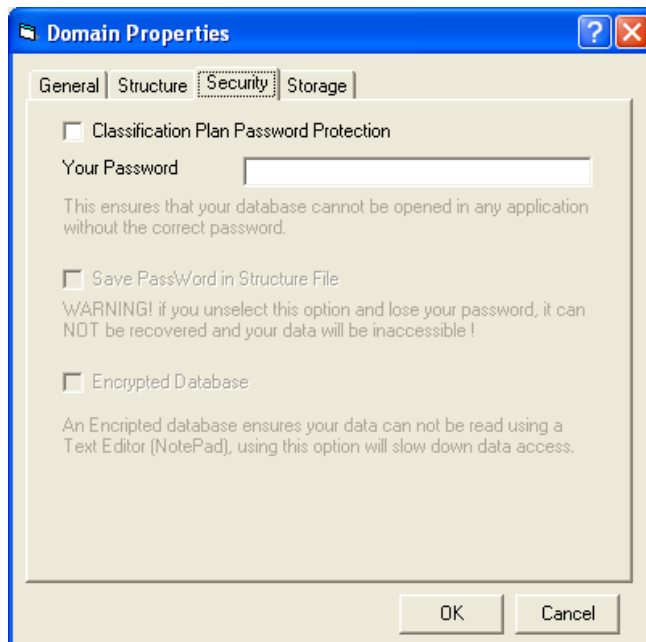 Domain Properties
General Structure Security Storage
Classification Plan Password Protection
Your Password
This ensures that your database cannot be opened in any application
without the correct password.
Save PassWord in Structure File
WARNING! if you unselect this option and lose your password, it can
NOT be recovered and your data will be inaccessible !
Encrypted Database
An Encripted database ensures your data can not be read using a
Text Editor (NotePad), using this option will slow down data access.
OK Cancel